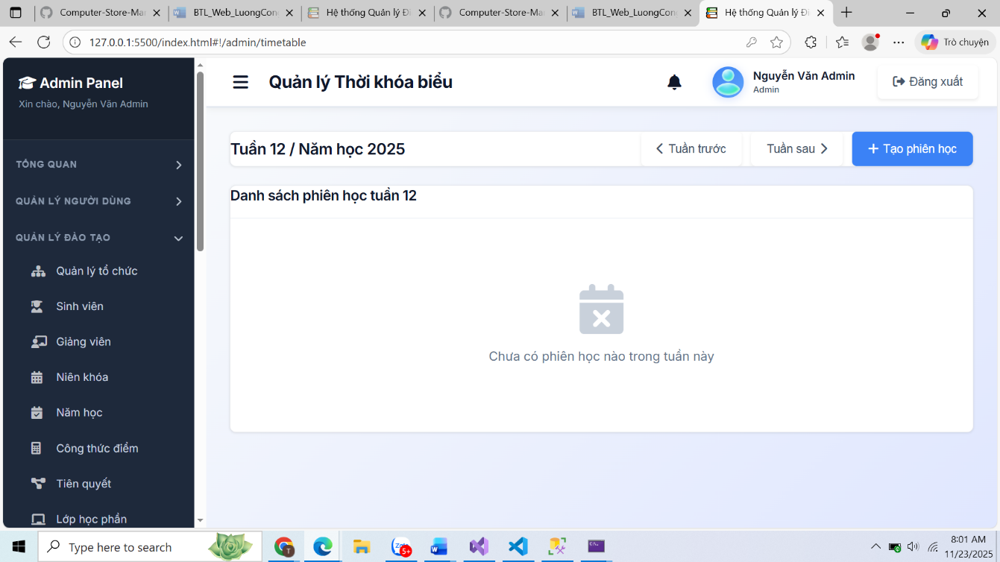 Computer-Store-Ma
BTL_Web_LuongCon
Hệ thống Quản lý Đi
Computer-Store-Ma
BTL_Web_LuongCon
Hệ thống Quản lý Đi
127.0.0.1:5500/index.html#!/admin/timetable
Trò chuyện
Admin Panel
Xin chào, Nguyễn Văn Admin
Quản lý Thời khóa biểu
Nguyễn Văn Admin
Admin
Đăng xuất
TỔNG QUAN
QUẢN LÝ NGƯỜI DÙNG
QUẢN LÝ ĐÀO TẠO
Quản lý tổ chức
Sinh viên
Giảng viên
Niên khóa
Năm học
Công thức điểm
Tiên quyết
Lớp học phần
Tuần 12 / Năm học 2025
Tuần trước
Tuần sau
Tạo phiên học
Danh sách phiên học tuần 12
Chưa có phiên học nào trong tuần này
Type here to search
5+
8:01 AM
11/23/2025